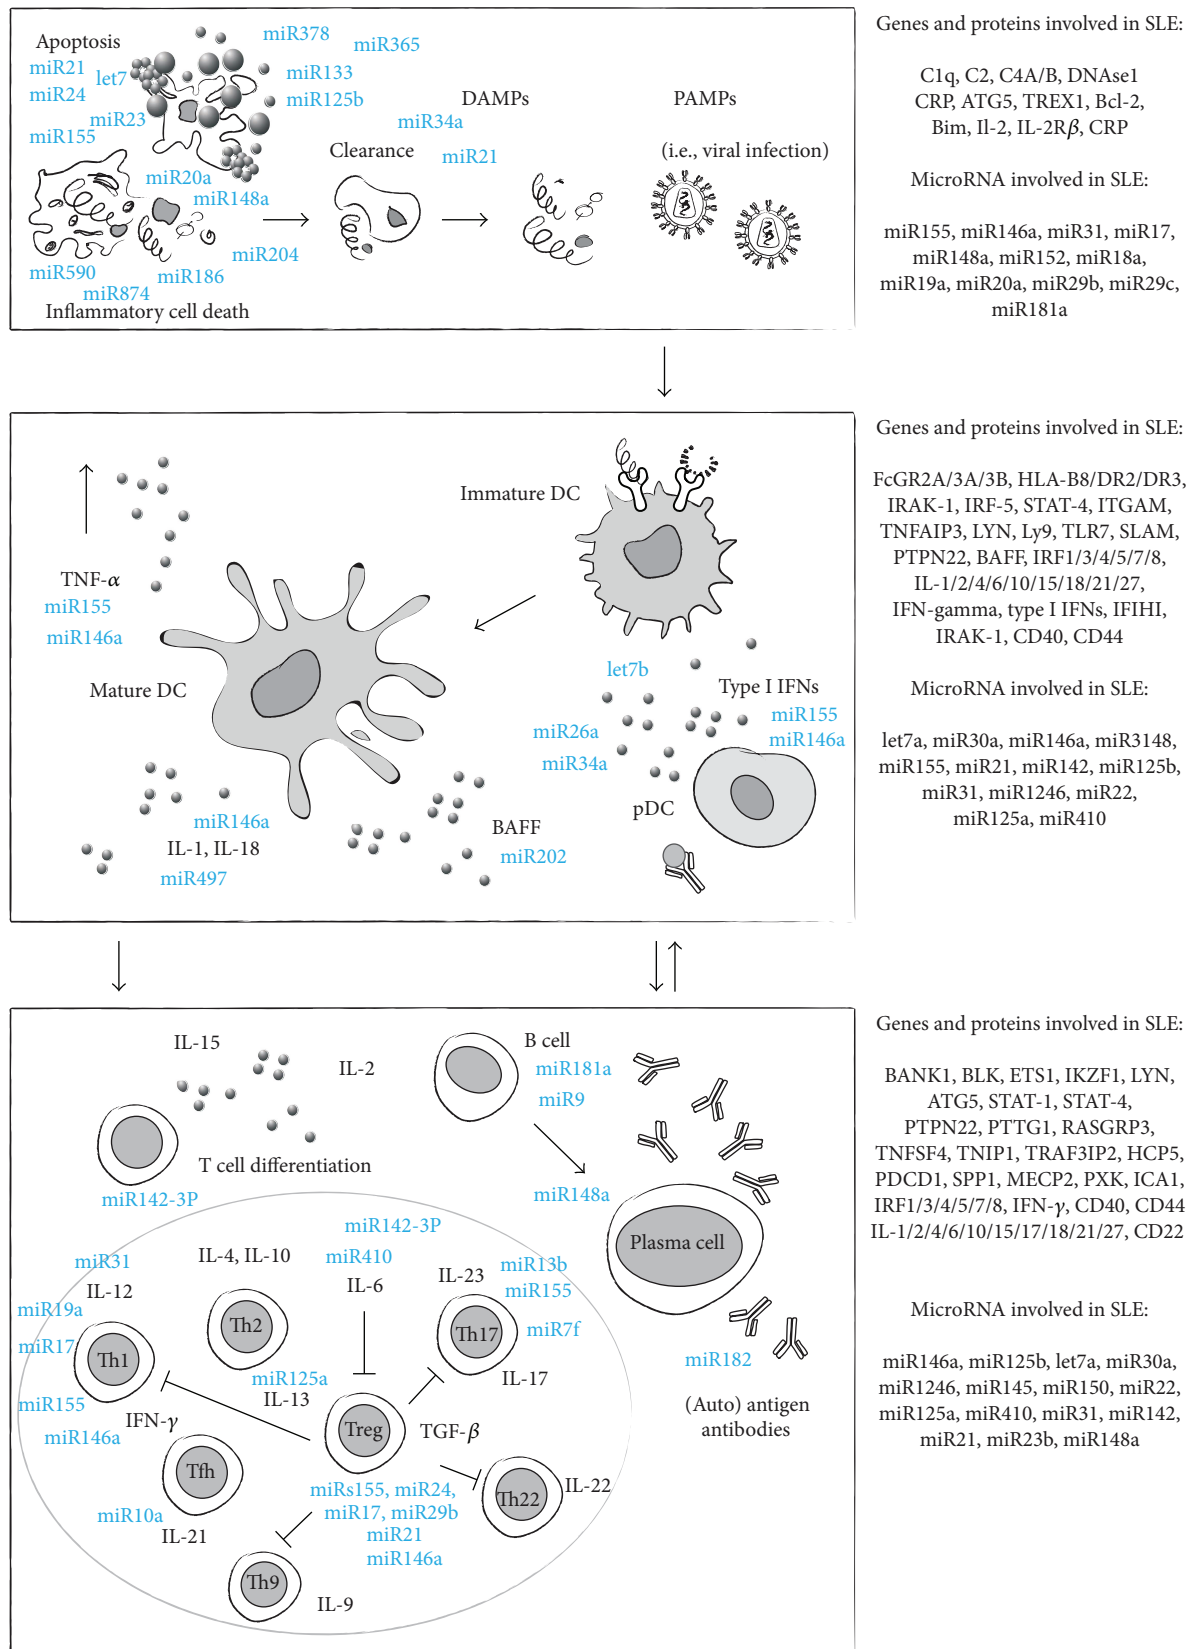 Apoptosis
miR21
let7
miR24
miR23
miR155
miR378
miR365
miR133
miR125b
DAMPs
PAMPs
miR34a
Clearance
miR21
(i.e., viral infection)
miR20a
miR148a
miR204
miR590
miR186
miR874
Inflammatory cell death
Genes and proteins involved in SLE:
C1q, C2, C4A/B, DNAse1
CRP, ATG5, TREX1, Bcl-2,
Bim, Il-2, IL-2Rβ, CRP
MicroRNA involved in SLE:
miR155, miR146a, miR31, miR17,
miR148a, miR152, miR18a,
miR19a, miR20a, miR29b, miR29c,
miR181a
Immature DC
TNF-α
miR155
miR146a
Mature DC
let7b
Type I IFNs
miR155
miR26a
miR146a
miR34a
pDC
miR146a
IL-1, IL-18
miR497
BAFF
miR202
Genes and proteins involved in SLE:
FcGR2A/3A/3B, HLA-B8/DR2/DR3,
IRAK-1, IRF-5, STAT-4, ITGAM,
TNFAIP3, LYN, Ly9, TLR7, SLAM,
PTPN22, BAFF, IRF1/3/4/5/7/8,
IL-1/2/4/6/10/15/18/21/27,
IFN-gamma, type I IFNs, IFIHI,
IRAK-1, CD40, CD44
MicroRNA involved in SLE:
let7a, miR30a, miR146a, miR3148,
miR155, miR21, miR142, miR125b,
miR31, miR1246, miR22,
miR125a, miR410
IL-15
IL-2
B cell
miR181a
miR9
T cell differentiation
miR142-3P
miR148a
Plasma cell
miR142-3P
miR410
IL-6
miR31
IL-12
miR19a
miR17
Th1
IL-4, IL-10
Th2
IL-23
miR13b
miR155
Th17
miR7f
IL-17
miR125a
IL-13
miR155
IFN-γ
miR146a
Treg
TGF-β
miR182
(Auto) antigen
antibodies
Tfh
miR10a
IL-21
miRs155, miR24,
miR17, miR29b
miR21
miR146a
Th22
IL-22
Th9
IL-9
Genes and proteins involved in SLE:
BANK1, BLK, ETS1, IKZF1, LYN,
ATG5, STAT-1, STAT-4,
PTPN22, PTTG1, RASGRP3,
TNFSF4, TNIP1, TRAF3IP2, HCP5,
PDCD1, SPP1, MECP2, PXK, ICA1,
IRF1/3/4/5/7/8, IFN-γ, CD40, CD44
IL-1/2/4/6/10/15/17/18/21/27, CD22
MicroRNA involved in SLE:
miR146a, miR125b, let7a, miR30a,
miR1246, miR145, miR150, miR22,
miR125a, miR410, miR31, miR142,
miR21, miR23b, miR148a